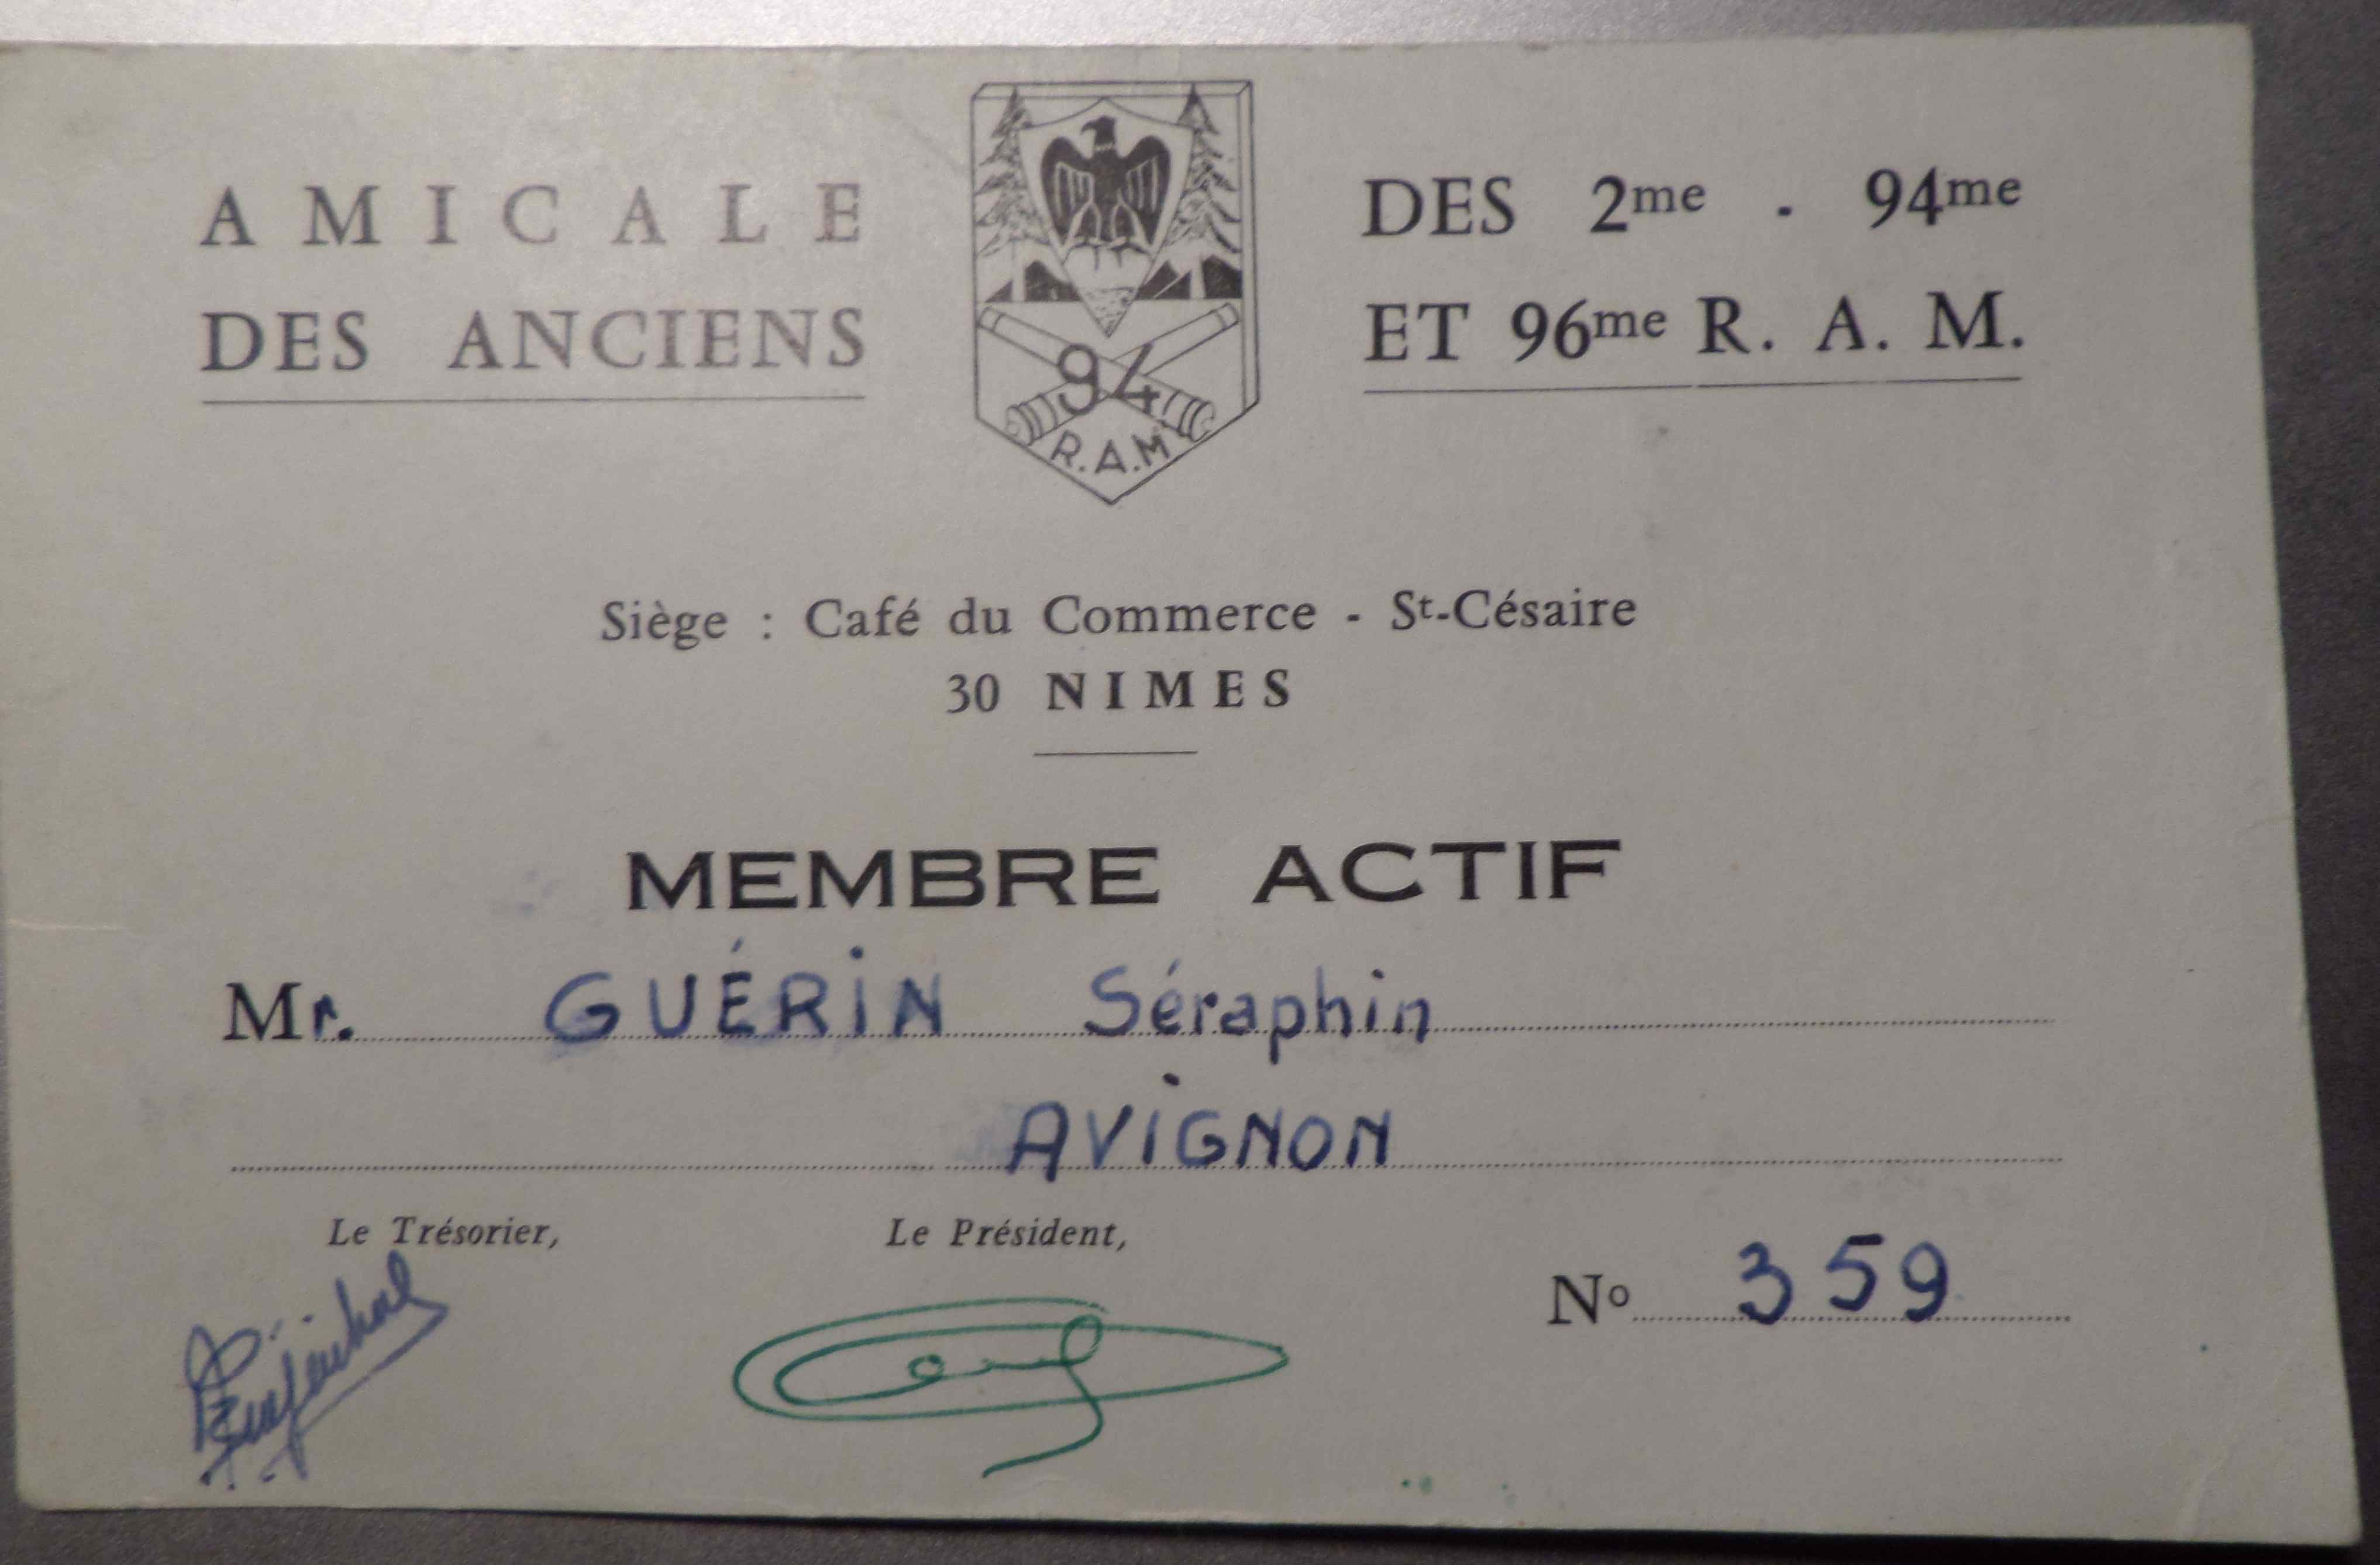 AMICALE
DES ANCIENS
94
R.A.M
DES 2me - 94me
ET 96me R. A. M.
Siège : Café du Commerce - St-Césaire
30 NIMES
MEMBRE ACTIF
Mr. GUÉRIN Séraphin
AVIGNON
Le Trésorier,
Le Président,
No 359